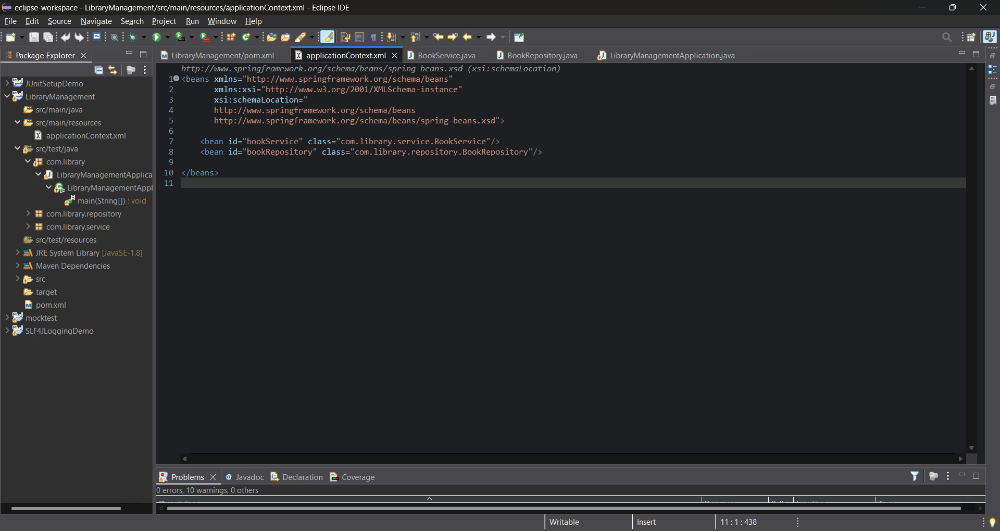 eclipse-workspace - LibraryManagement/src/main/resources/applicationContext.xml - Eclipse IDE
File Edit Source Navigate Search Project Run Window Help
Package Explorer
JUnitSetupDemo
LibraryManagement
src/main/java
src/main/resources
applicationContext.xml
src/test/java
com.library
LibraryManagementApplica
LibraryManagementAppl
main(String[]) : void
com.library.repository
com.library.service
src/test/resources
JRE System Library [JavaSE-1.8]
Maven Dependencies
src
target
pom.xml
mocktest
SLF4JLoggingDemo
LibraryManagement/pom.xml applicationContext.xml BookService.java BookRepository.java LibraryManagementApplication.java
http://www.springframework.org/schema/beans/spring-beans.xsd (xsi:schemaLocation)
1 <beans xmlns="http://www.springframework.org/schema/beans"
2 xmlns:xsi="http://www.w3.org/2001/XMLSchema-instance"
3 xsi:schemaLocation="
4 http://www.springframework.org/schema/beans
5 http://www.springframework.org/schema/beans/spring-beans.xsd">
6
7 <bean id="bookService" class="com.library.service.BookService"/>
8 <bean id="bookRepository" class="com.library.repository.BookRepository"/>
9
10 </beans>
11
Problems Javadoc Declaration Coverage
0 errors, 10 warnings, 0 others
Writable Insert 11 : 1 : 438